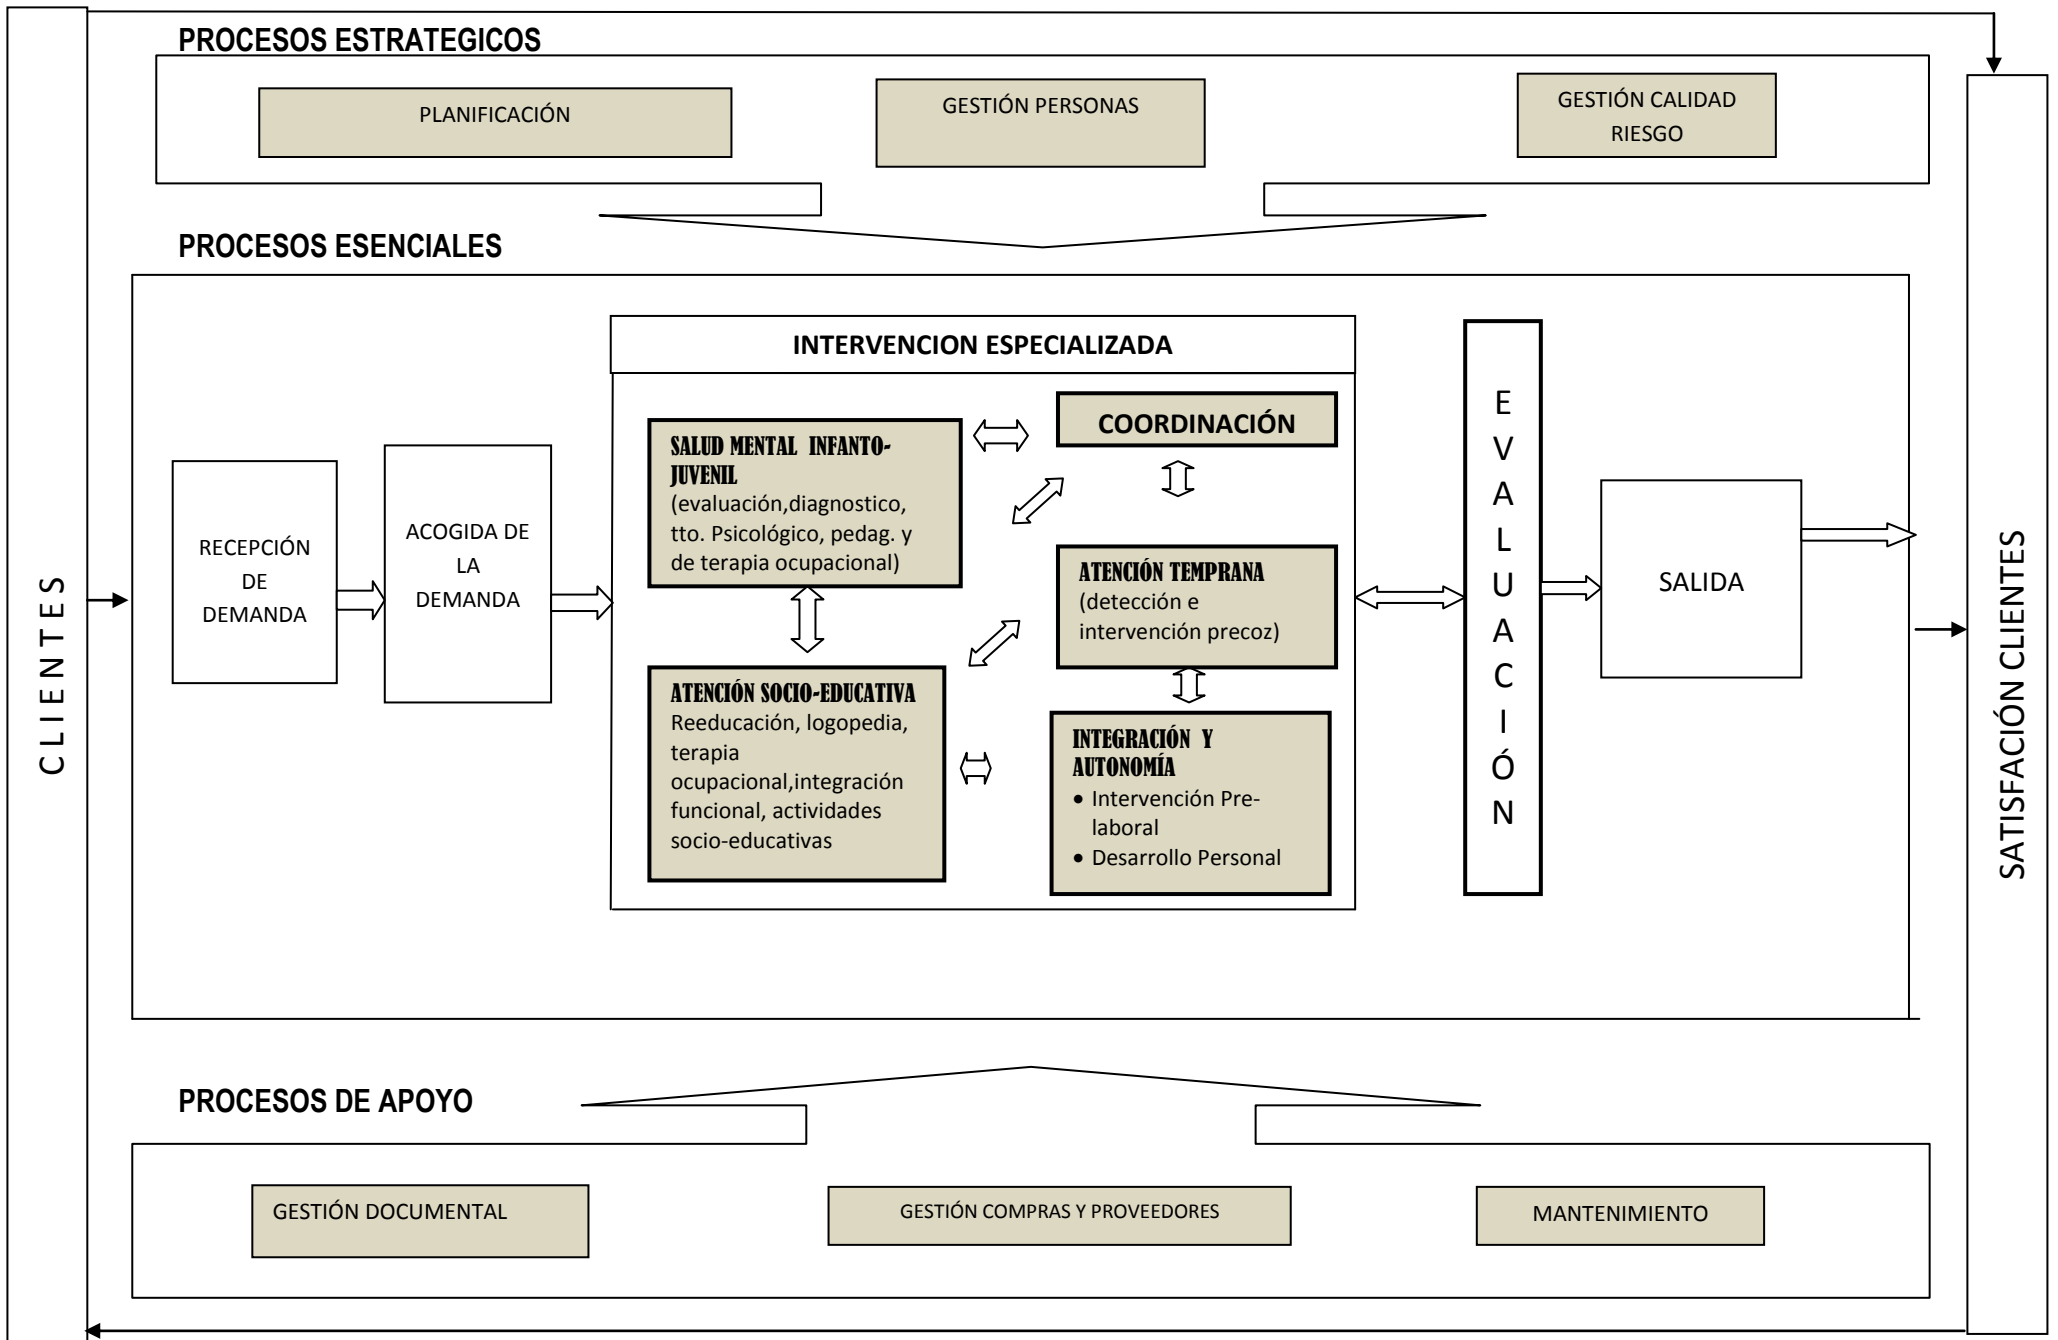 PROCESOS ESTRATEGICOS
PLANIFICACIÓN
GESTIÓN PERSONAS
GESTIÓN CALIDAD
RIESGO
PROCESOS ESENCIALES
CLIENTES
RECEPCIÓN
DE
DEMANDA
ACOGIDA DE
LA
DEMANDA
INTERVENCION ESPECIALIZADA
SALUD MENTAL INFANTO-
JUVENIL
(evaluación,diagnostico,
tto. Psicológico, pedag. y
de terapia ocupacional)
COORDINACIÓN
ATENCIÓN TEMPRANA
(detección e
intervención precoz)
ATENCIÓN SOCIO-EDUCATIVA
Reeducación, logopedia,
terapia
ocupacional,integración
funcional, actividades
socio-educativas
INTEGRACIÓN Y
AUTONOMÍA
• Intervención Pre-
laboral
• Desarrollo Personal
EVALUACIÓN
SALIDA
SATISFACIÓN CLIENTES
PROCESOS DE APOYO
GESTIÓN DOCUMENTAL
GESTIÓN COMPRAS Y PROVEEDORES
MANTENIMIENTO